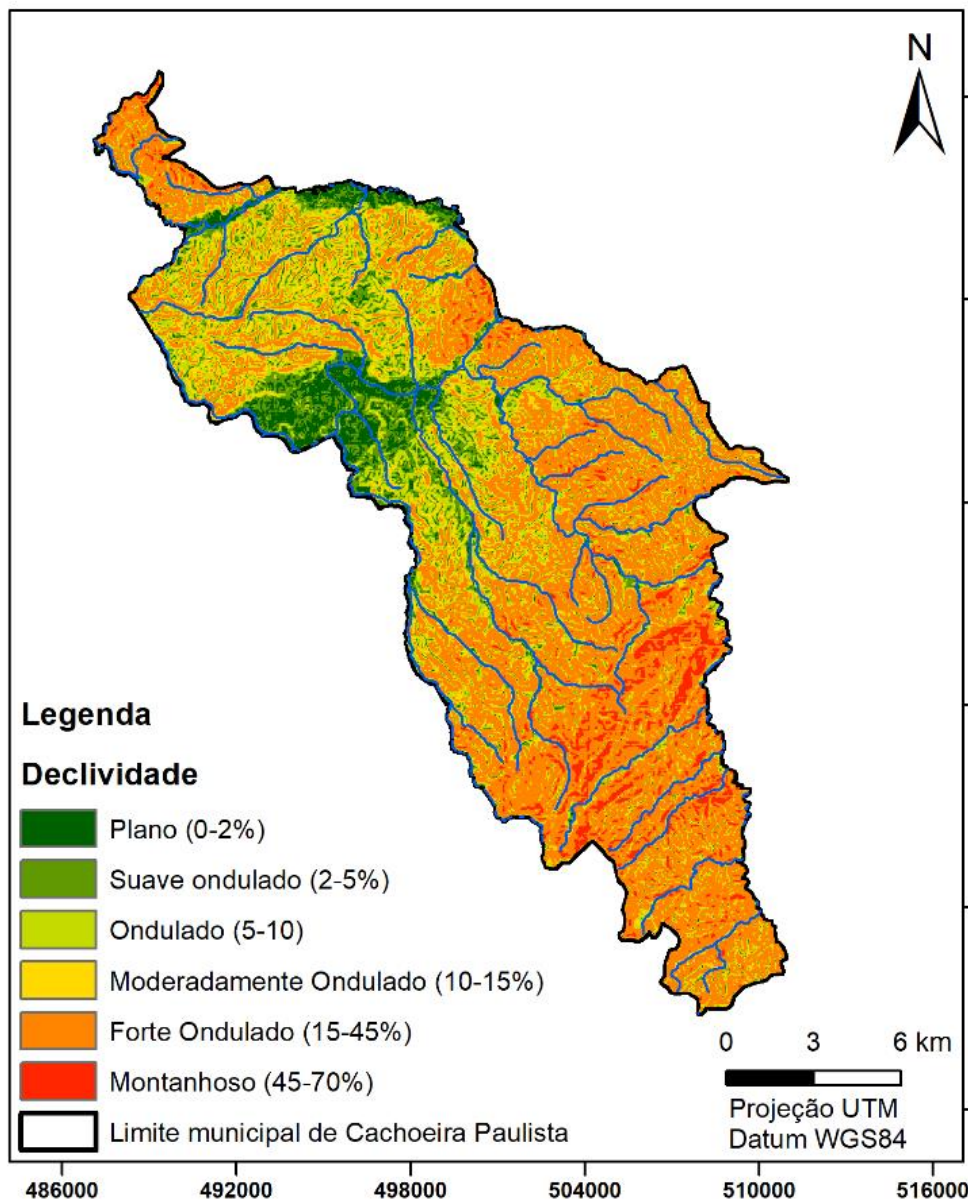 N
Legenda
Declividade
Plano (0-2%)
Suave ondulado (2-5%)
Ondulado (5-10)
Moderadamente Ondulado (10-15%)
Forte Ondulado (15-45%)
Montanhoso (45-70%)
Limite municipal de Cachoeira Paulista
0 3 6 km
Projeção UTM
Datum WGS84
486000 492000 498000 504000 510000 516000